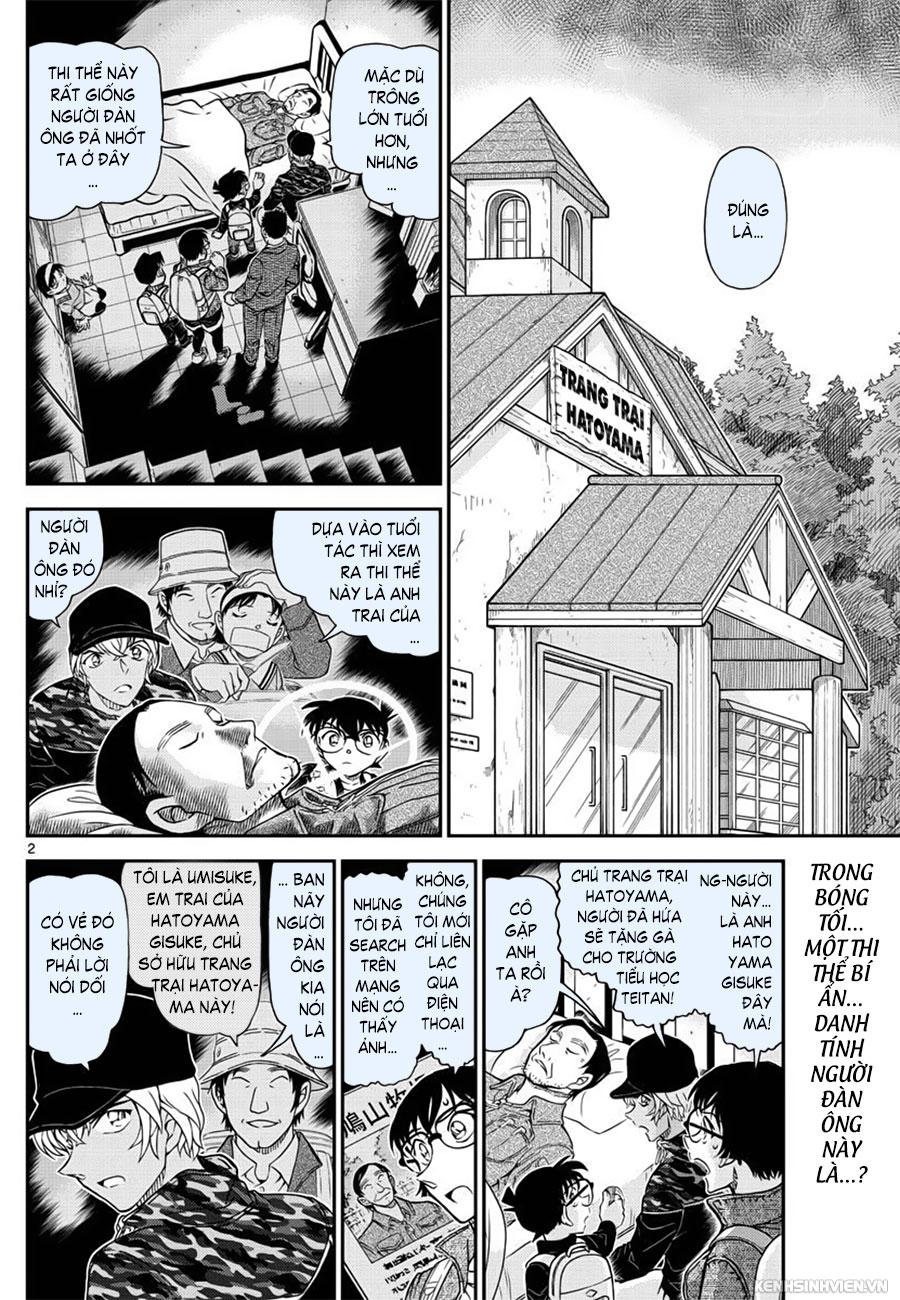 ĐÚNG
LÀ...
TRANG TRẠI
HATOYAMA
MẶC DÙ
TRÔNG
LỚN TUỔI
HƠN,
NHƯNG
...
THI THỂ NÀY
RẤT GIỐNG
NGƯỜI ĐÀN
ÔNG ĐÃ NHỐT
TA Ở ĐÂY
...
DỰA VÀO TUỔI
TÁC THÌ XEM
RA THI THỂ
NÀY LÀ ANH
TRAI CỦA
...
NGƯỜI
ĐÀN
ÔNG ĐÓ
NHỈ?
2
TRONG
BÓNG
TỐI...
MỘT THI
THỂ BÍ
ẨN...
DANH
TÍNH
NGƯỜI
ĐÀN
ÔNG NÀY
LÀ...?
NG-NGƯỜI
NÀY...
...LÀ ANH
HATO
YAMA
GISUKE
ĐÂY
MÀ!
CHỦ TRANG TRẠI
HATOYAMA,
NGƯỜI ĐÃ HỨA
SẼ TẶNG GÀ
CHO TRƯỜNG
TIỂU HỌC
TEITAN!
CÔ
GẶP ANH
TA RỒI
À?
KHÔNG,
CHÚNG
TÔI MỚI
CHỈ LIÊN
LẠC QUA
ĐIỆN
THOẠI
...
NHƯNG
TÔI ĐÃ
SEARCH
TRÊN
MẠNG
NÊN CÓ
THẤY
ẢNH...
鳩山牧
... BAN
NÃY
NGƯỜI
ĐÀN
ÔNG KIA
NÓI LÀ
...
TÔI LÀ UMISUKE,
EM TRAI CỦA
HATOYAMA
GISUKE, CHỦ
SỞ HỮU TRANG
TRẠI HATOYA-
MA NÀY!
CÓ VẺ ĐÓ
KHÔNG
PHẢI LỜI
NÓI DỐI
...
KENHSINHVIEN.VN